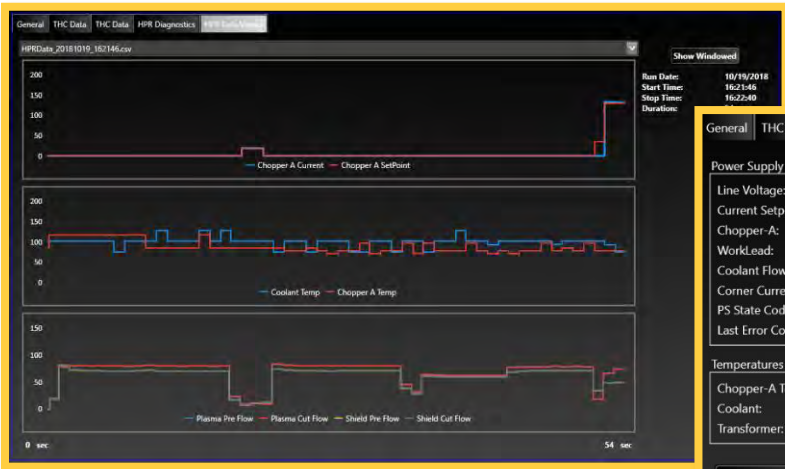 General THC Data THC Data HPR Diagnostics
HPRData_20181019_162146.csv
Show Windowed
Run Date: 10/19/2018
Start Time: 16:21:46
Stop Time: 16:22:40
Duration:
200
150
100
50
0
Chopper A Current Chopper A SetPoint
200
150
100
50
0
Coolant Temp Chopper A Temp
150
100
50
0
Plasma Pre Flow Plasma Cut Flow Shield Pre Flow Shield Cut Flow
0 sec 54 sec
General THC
Power Supply
Line Voltage:
Current Setp
Chopper-A:
WorkLead:
Coolant Flow
Corner Curre
PS State Cod
Last Error Co
Temperatures
Chopper-A T
Coolant:
Transformer: